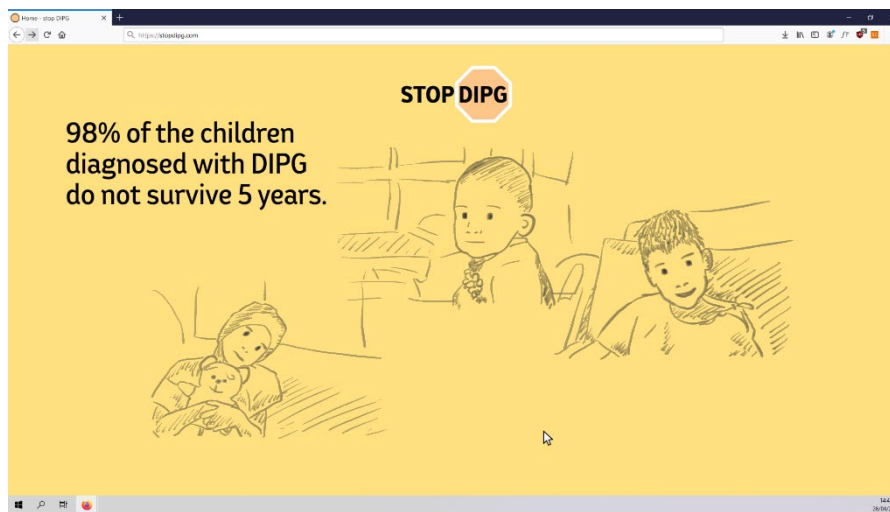 Home - stop DIPG
https://stopdipg.com
STOP DIPG
98% of the children
diagnosed with DIPG
do not survive 5 years.